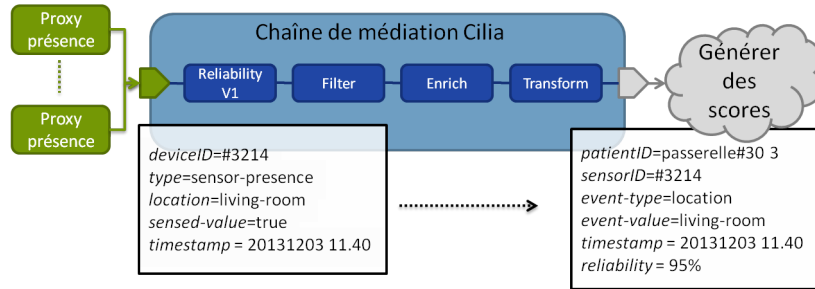 Proxy
présence
Proxy
présence
Chaîne de médiation Cilia
Reliability
V1
Filter
Enrich
Transform
Générer
des
scores
deviceID=#3214
type=sensor-presence
location=living-room
sensed-value=true
timestamp = 20131203 11.40
patientID=passerelle#30 3
sensorID=#3214
event-type=location
event-value=living-room
timestamp = 20131203 11.40
reliability = 95%